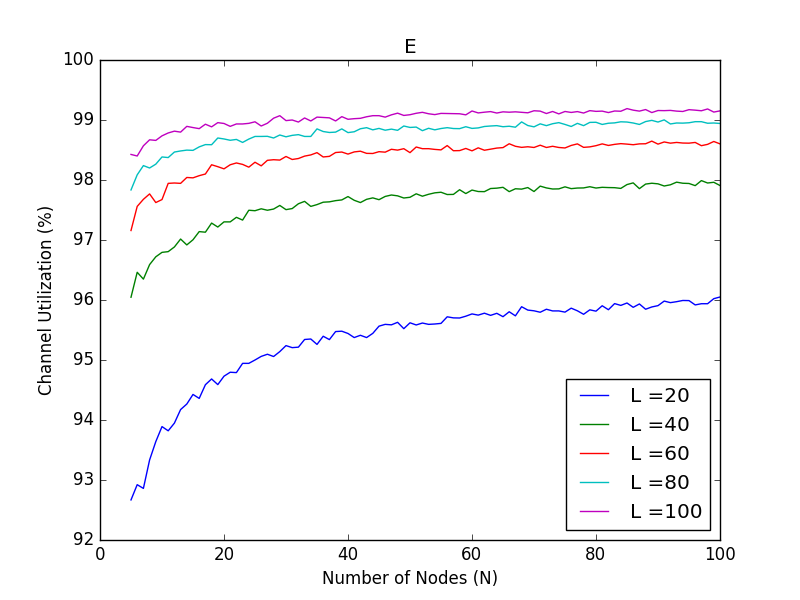 E
100
99
98
97
96
95
94
93
92
Channel Utilization (%)
0 20 40 60 80 100
Number of Nodes (N)
L =20
L =40
L =60
L =80
L =100